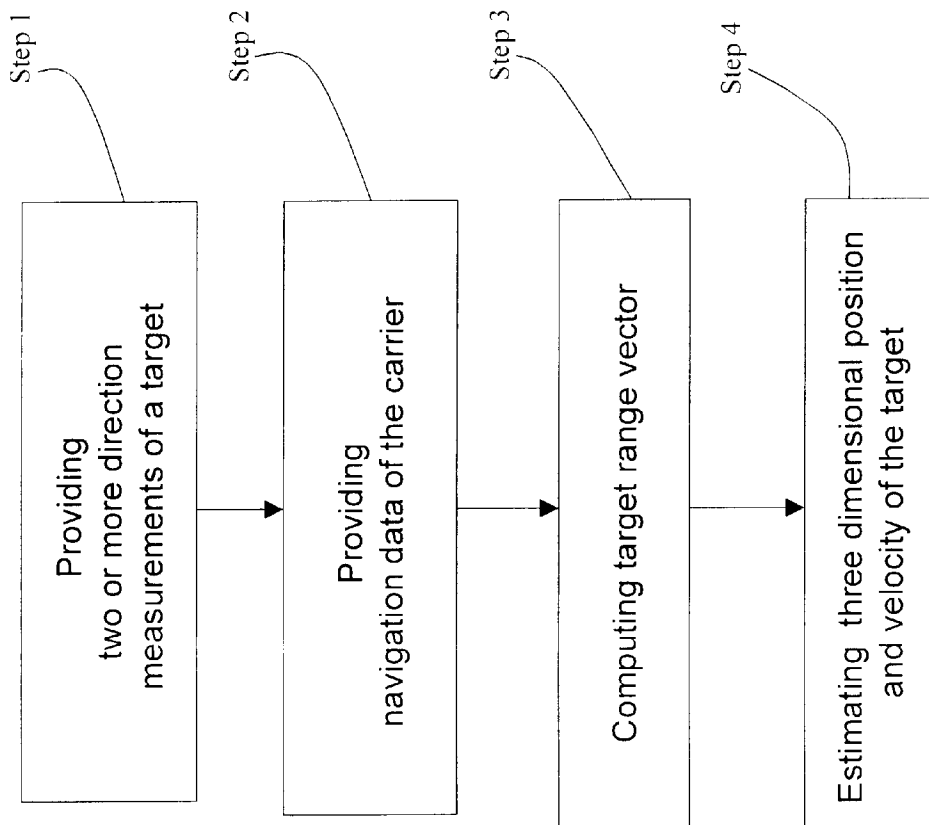 Step 1
Providing
two or more direction
measurements of a target
Step 2
Providing
navigation data of the carrier
Step 3
Computing target range vector
Step 4
Estimating three dimensional position
and velocity of the target